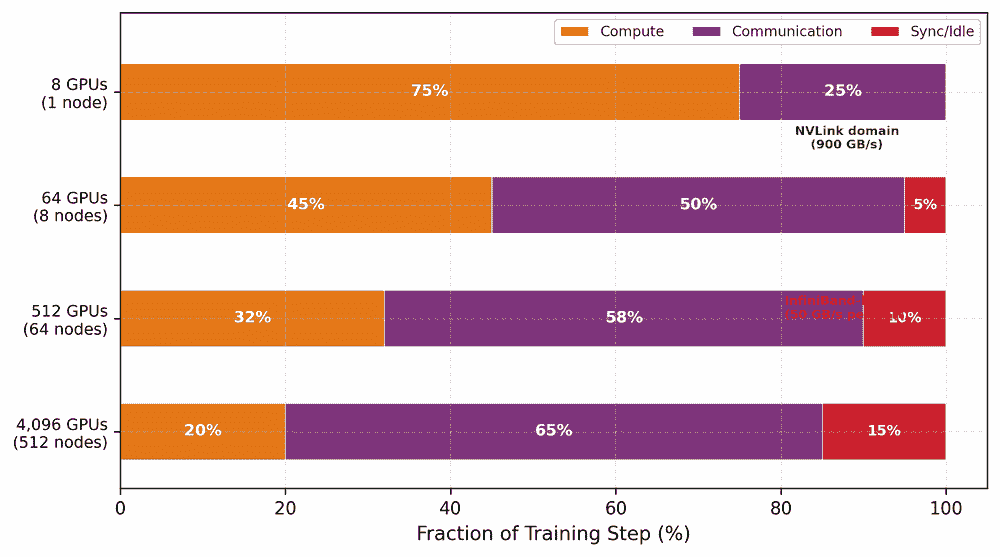 Compute Communication Sync/Idle
8 GPUs
(1 node)
75% 25%
NVLink domain
(900 GB/s)
64 GPUs
(8 nodes)
45% 50% 5%
512 GPUs
(64 nodes)
32% 58% 10%
InfiniBand
4,096 GPUs
(512 nodes)
20% 65% 15%
0 20 40 60 80 100
Fraction of Training Step (%)